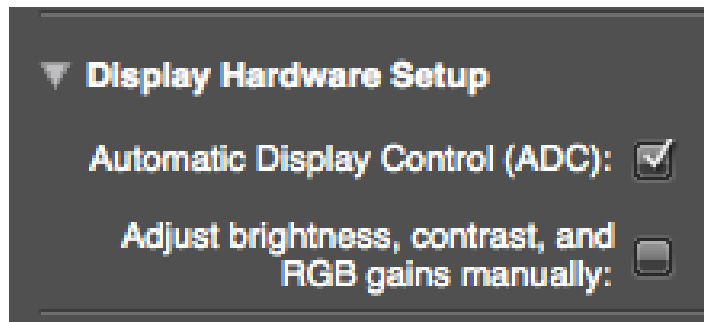 Display Hardware Setup
Automatic Display Control (ADC):
Adjust brightness, contrast, and
RGB gains manually: